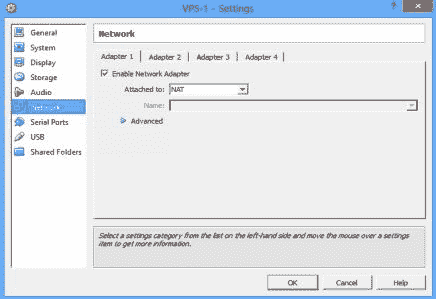 VPS-1 - Settings
General
System
Display
Storage
Audio
Network
Serial Ports
USB
Shared Folders
Network
Adapter 1 Adapter 2 Adapter 3 Adapter 4
Enable Network Adapter
Attached to: NAT
Name:
Advanced
Select a settings category from the list on the left-hand side and move the mouse over a settings
item to get more information.
OK Cancel Help